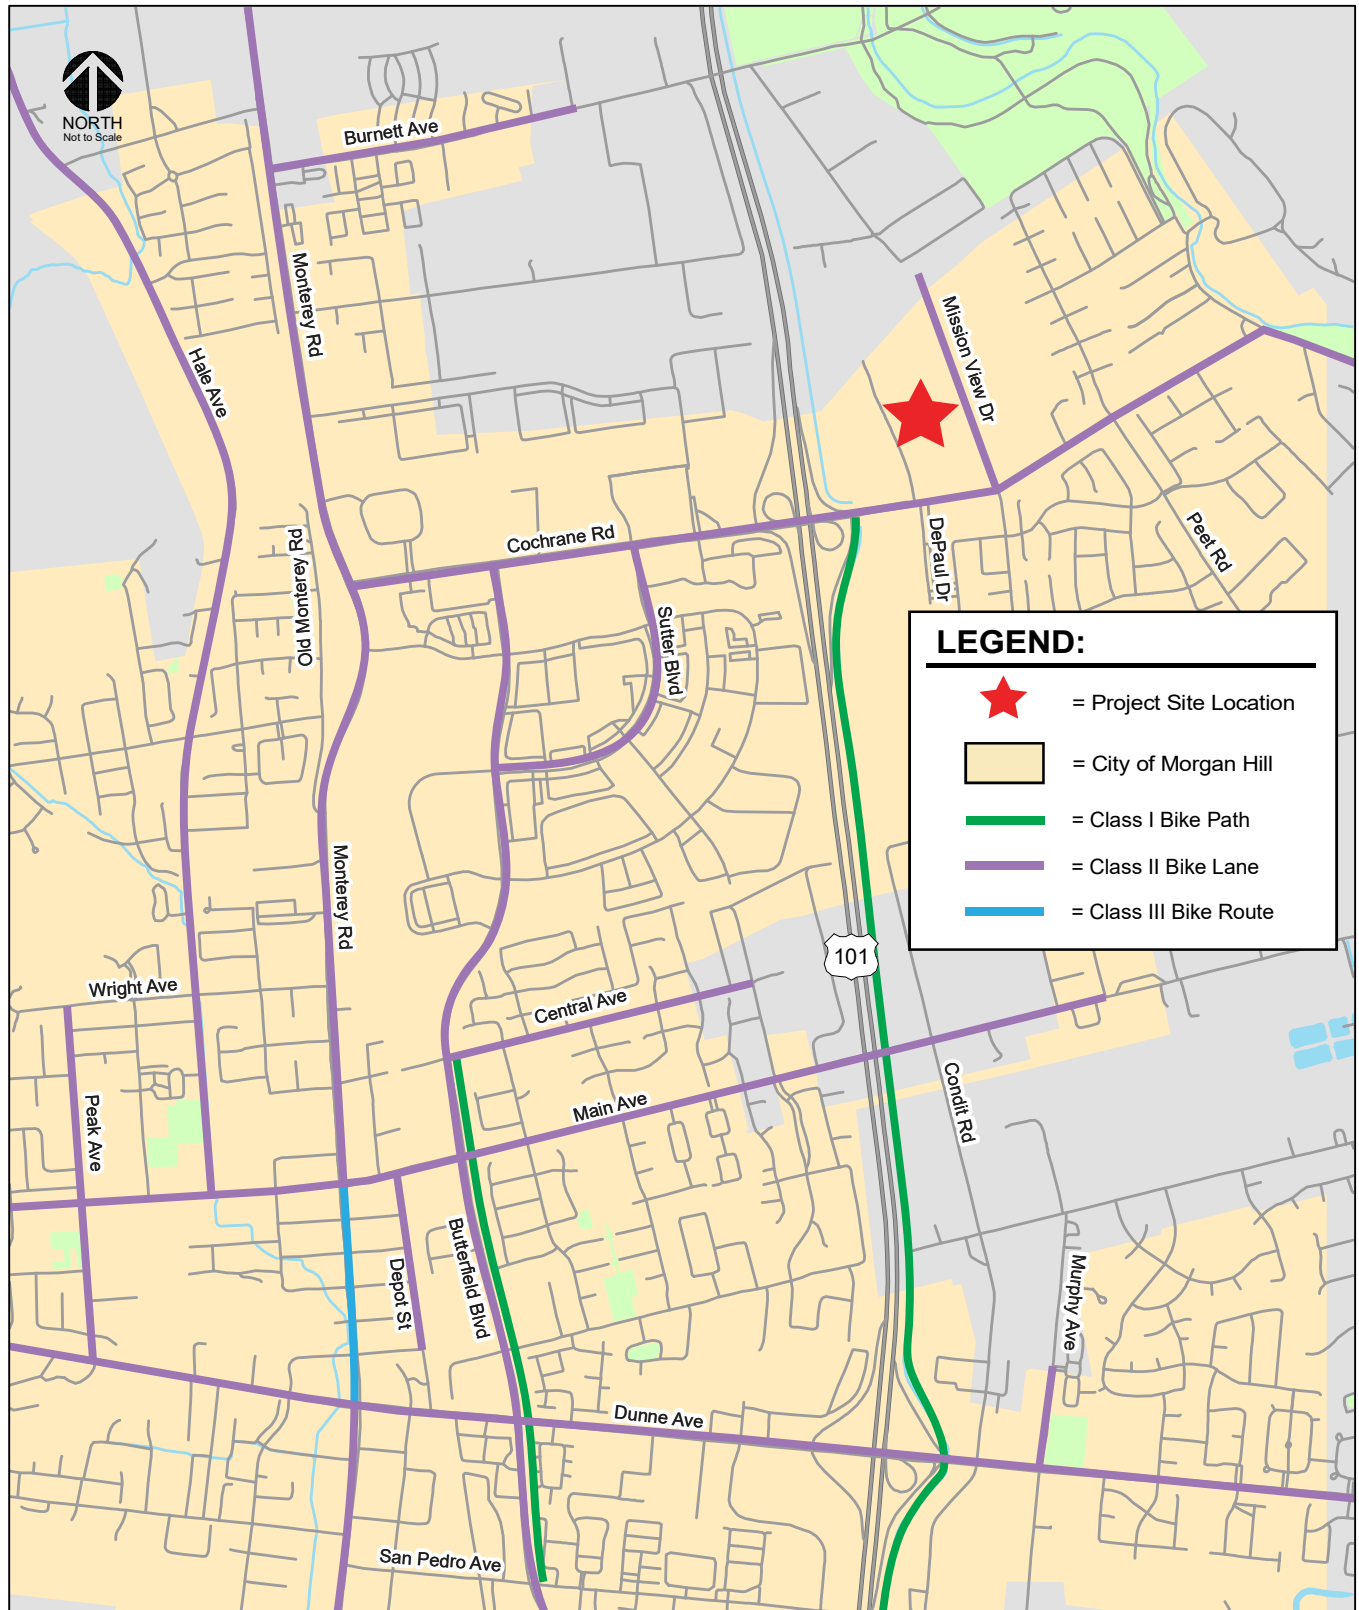 NORTH
Not to Scale
Burnett Ave
Monterey Rd
Hale Ave
Mission View Dr
Old Monterey Rd
Cochrane Rd
DePaul Dr
Peet Rd
Sutter Blvd
LEGEND:
= Project Site Location
= City of Morgan Hill
= Class I Bike Path
= Class II Bike Lane
= Class III Bike Route
Monterey Rd
101
Wright Ave
Central Ave
Peak Ave
Main Ave
Condit Rd
Butterfield Blvd
Depot St
Murphy Ave
Dunne Ave
San Pedro Ave